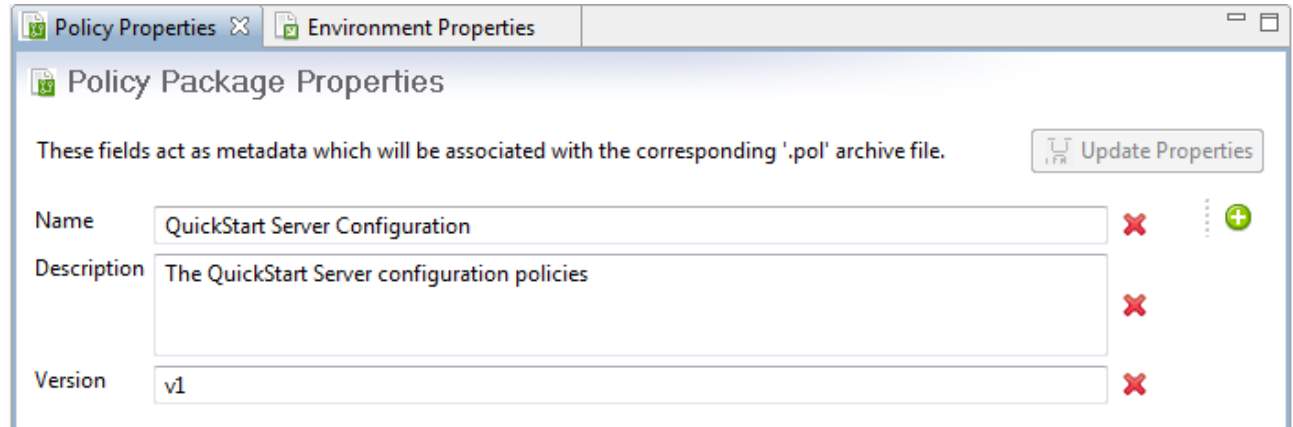 Policy Properties
Environment Properties
Policy Package Properties
These fields act as metadata which will be associated with the corresponding '.pol' archive file.
Update Properties
Name
QuickStart Server Configuration
Description
The QuickStart Server configuration policies
Version
v1